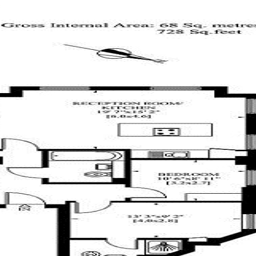 Gross Internal Area: 68 Sq. metres
728 Sq.feet
RECEPTION ROOM/
KITCHEN
19' 7"x15' 2"
[6.0x4.6]
BEDROOM
10' 6"x8' 11"
[3.2x2.7]
13' 3"x9' 2"
[4.0x2.8]